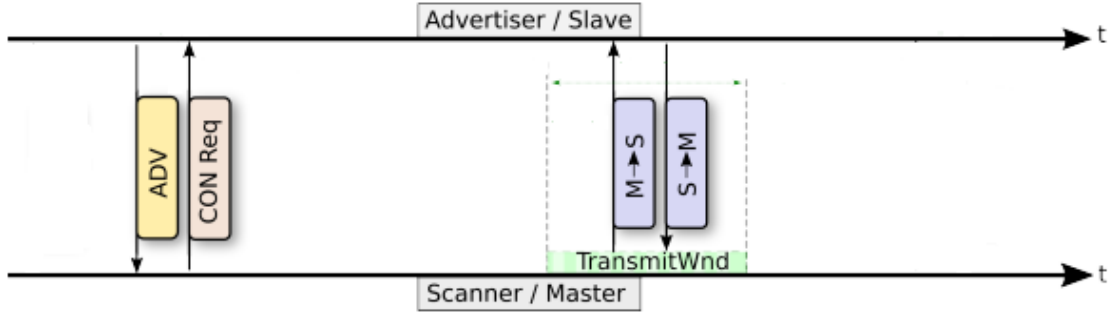 Advertiser / Slave
t
ADV
CON Req
M→S
S→M
TransmitWnd
t
Scanner / Master